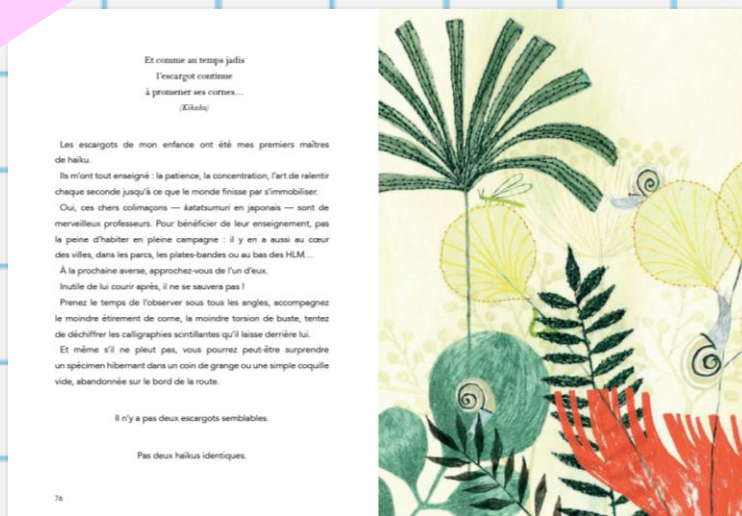 Et comme au temps jadis
l'escargot continue
à promener ses cornes...
(Kikaku)
Les escargots de mon enfance ont été mes premiers maîtres
de haïku.
Ils m'ont tout enseigné : la patience, la concentration, l'art de ralentir
chaque seconde jusqu'à ce que le monde finisse par s'immobiliser.
Oui, ces chers colimaçons — katatsumuri en japonais — sont de
merveilleux professeurs. Pour bénéficier de leur enseignement, pas
la peine d'habiter en pleine campagne : il y en a aussi au cœur
des villes, dans les parcs, les plates-bandes ou au bas des HLM...
À la prochaine averse, approchez-vous de l'un d'eux.
Inutile de lui courir après, il ne se sauvera pas !
Prenez le temps de l'observer sous tous les angles, accompagnez
le moindre étirement de corne, la moindre torsion de buste, tentez
de déchiffrer les calligraphies scintillantes qu'il laisse derrière lui.
Et même s'il ne pleut pas, vous pourrez peut-être surprendre
un spécimen hibernant dans un coin de grange ou une simple coquille
vide, abandonnée sur le bord de la route.
Il n'y a pas deux escargots semblables.
Pas deux haïkus identiques.
76